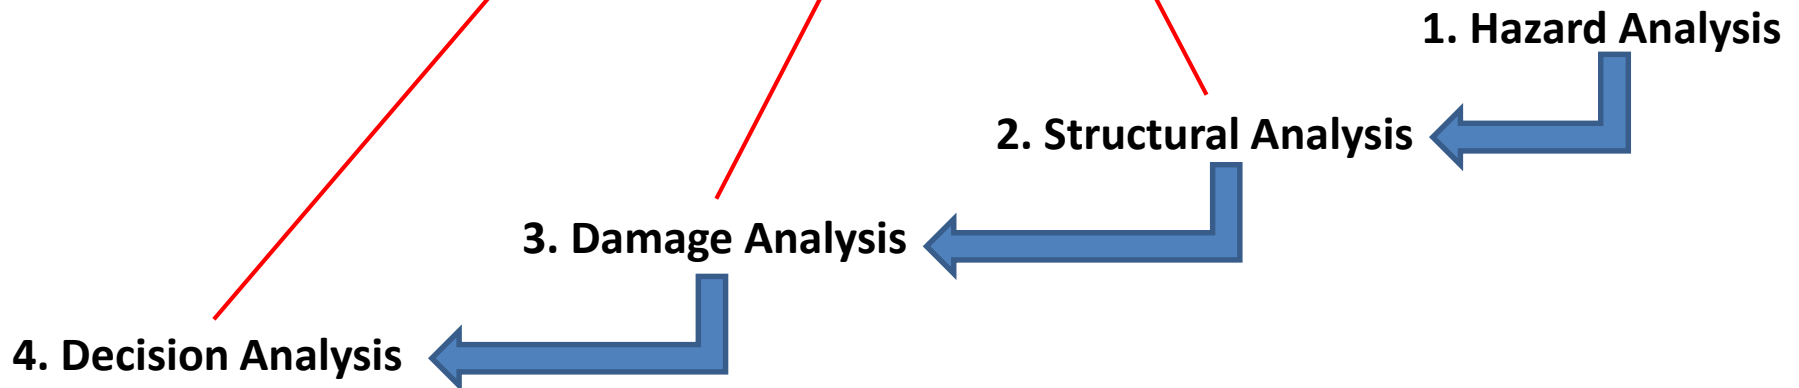 1. Hazard Analysis
2. Structural Analysis
3. Damage Analysis
4. Decision Analysis